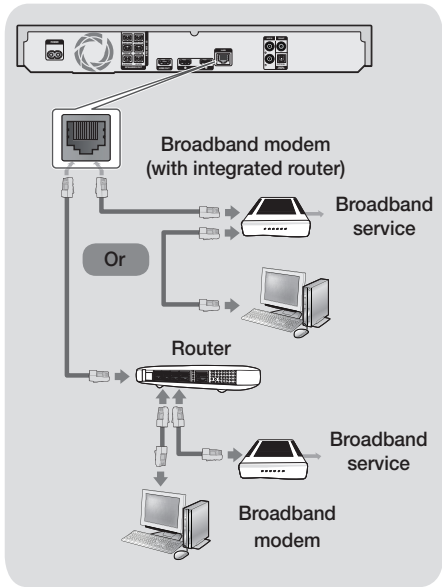 Broadband modem
(with integrated router)
Broadband
service
Or
Router
Broadband
service
Broadband
modem